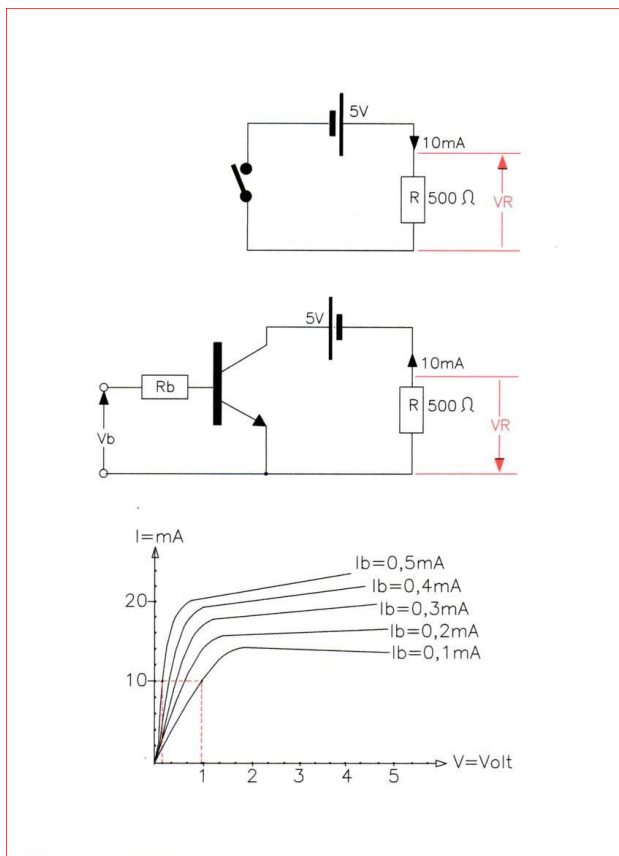 5V
10mA
R 500 Ω
VR
5V
10mA
Rb
R 500 Ω
Vb
VR
I=mA
Ib=0,5mA
Ib=0,4mA
20
Ib=0,3mA
Ib=0,2mA
Ib=0,1mA
10
1 2 3 4 5
V=Volt